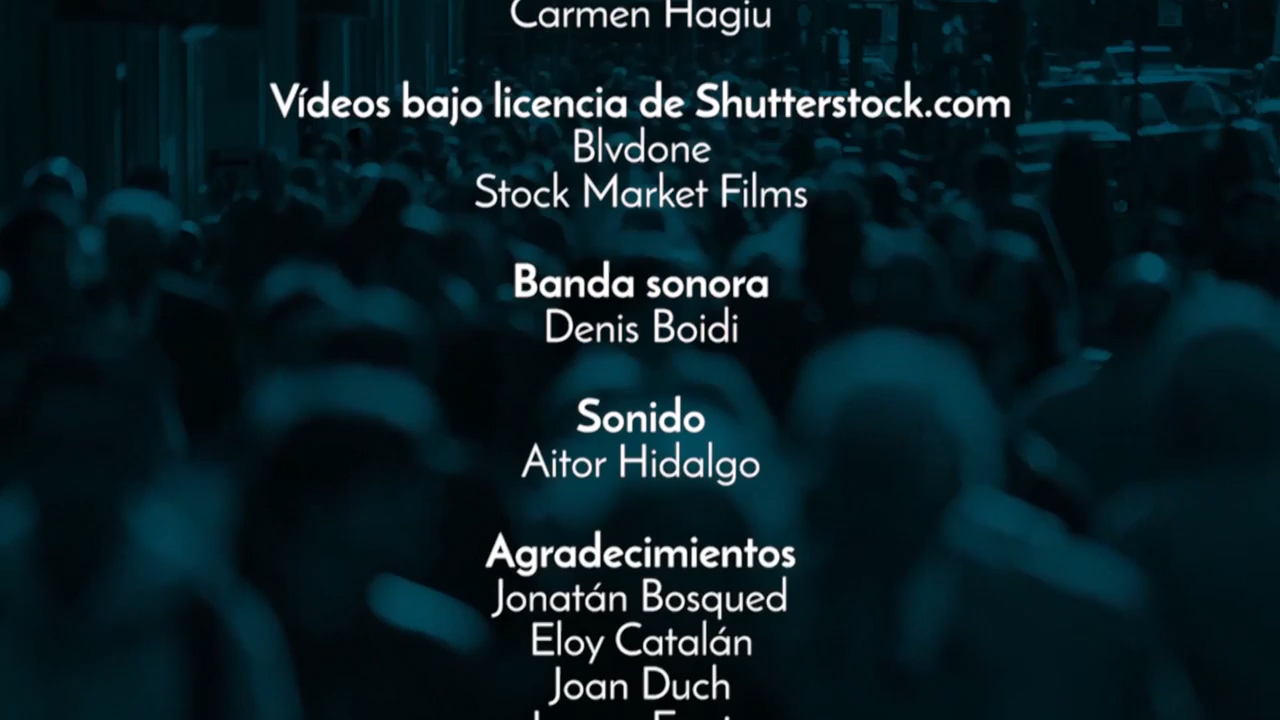 Carmen Hagiu
Vídeos bajo licencia de Shutterstock.com
Blvdone
Stock Market Films
Banda sonora
Denis Boidi
Sonido
Aitor Hidalgo
Agradecimientos
Jonatán Bosqued
Eloy Catalán
Joan Duch